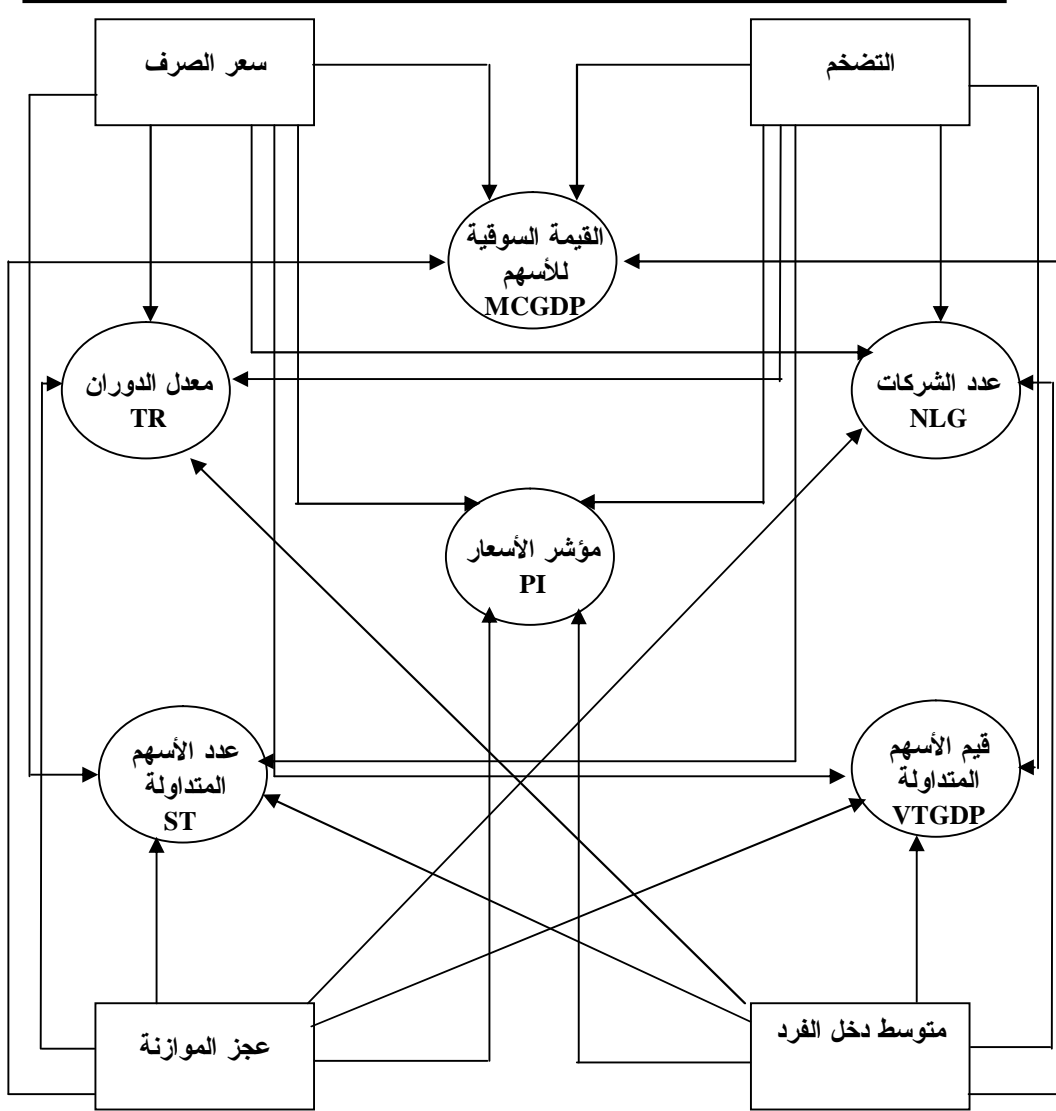 سعر الصرف
التضخم
القيمة السوقية
للأسهم
MCGDP
معدل الدوران
TR
عدد الشركات
NLG
مؤشر الأسعار
PI
عدد الأسهم
المتداولة
ST
قيم الأسهم
المتداولة
VTGDP
عجز الموازنة
متوسط دخل الفرد